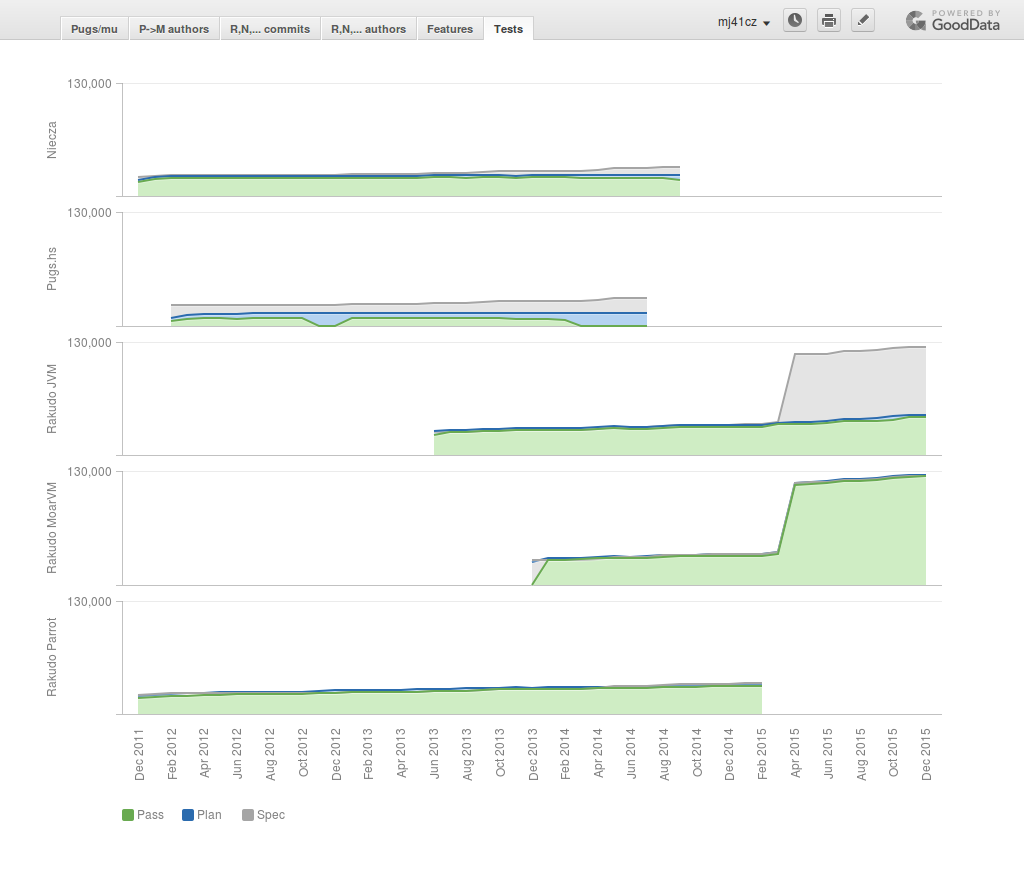 Pugs/mu P->M authors R,N,... commits R,N,... authors Features Tests mj41cz POWERED BY GoodData
130,000
Niecza
130,000
Pugs.hs
130,000
Rakudo JVM
130,000
Rakudo MoarVM
130,000
Rakudo Parrot
Dec 2011 Feb 2012 Apr 2012 Jun 2012 Aug 2012 Oct 2012 Dec 2012 Feb 2013 Apr 2013 Jun 2013 Aug 2013 Oct 2013 Dec 2013 Feb 2014 Apr 2014 Jun 2014 Aug 2014 Oct 2014 Dec 2014 Feb 2015 Apr 2015 Jun 2015 Aug 2015 Oct 2015 Dec 2015
Pass Plan Spec